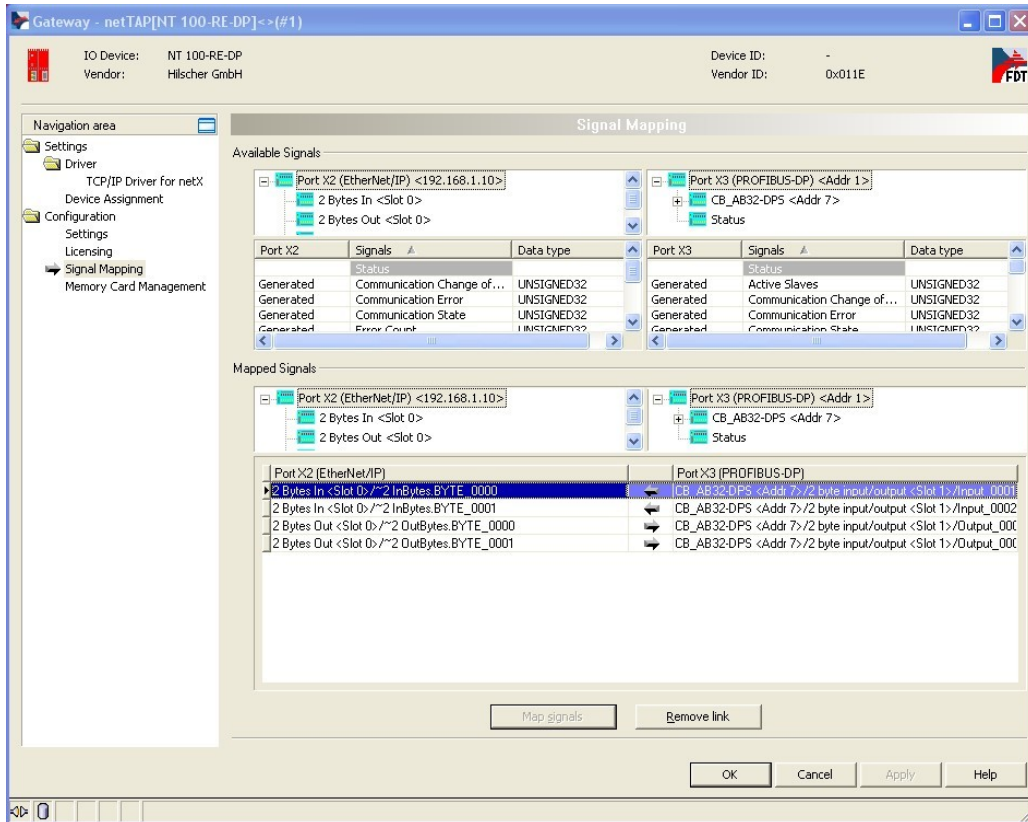 Gateway - netTAP[NT 100-RE-DP]<>(#1)
IO Device: NT 100-RE-DP
Vendor: Hilscher GmbH
Device ID: -
Vendor ID: 0x011E
FDT
Navigation area
Settings
Driver
TCP/IP Driver for netX
Device Assignment
Configuration
Settings
Licensing
Signal Mapping
Memory Card Management
Signal Mapping
Available Signals
Port X2 (EtherNet/IP) <192.168.1.10>
2 Bytes In <Slot 0>
2 Bytes Out <Slot 0>
Port X3 (PROFIBUS-DP) <Addr 1>
CB_AB32-DPS <Addr 7>
Status
Port X2 Signals Data type
Status
Generated Communication Change of... UNSIGNED32
Generated Communication Error UNSIGNED32
Generated Communication State UNSIGNED32
Generated Error Count UNSIGNED32
Port X3 Signals Data type
Status
Generated Active Slaves UNSIGNED32
Generated Communication Change of... UNSIGNED32
Generated Communication Error UNSIGNED32
Generated Communication State UNSIGNED32
Mapped Signals
Port X2 (EtherNet/IP) <192.168.1.10>
2 Bytes In <Slot 0>
2 Bytes Out <Slot 0>
Port X3 (PROFIBUS-DP) <Addr 1>
CB_AB32-DPS <Addr 7>
Status
Port X2 (EtherNet/IP) Port X3 (PROFIBUS-DP)
2 Bytes In <Slot 0>/~2 InBytes.BYTE_0000 CB_AB32-DPS <Addr 7>/2 byte input/output <Slot 1>/Input_0001
2 Bytes In <Slot 0>/~2 InBytes.BYTE_0001 CB_AB32-DPS <Addr 7>/2 byte input/output <Slot 1>/Input_0002
2 Bytes Out <Slot 0>/~2 OutBytes.BYTE_0000 CB_AB32-DPS <Addr 7>/2 byte input/output <Slot 1>/Output_000
2 Bytes Out <Slot 0>/~2 OutBytes.BYTE_0001 CB_AB32-DPS <Addr 7>/2 byte input/output <Slot 1>/Output_000
Map signals Remove link
OK Cancel Apply Help